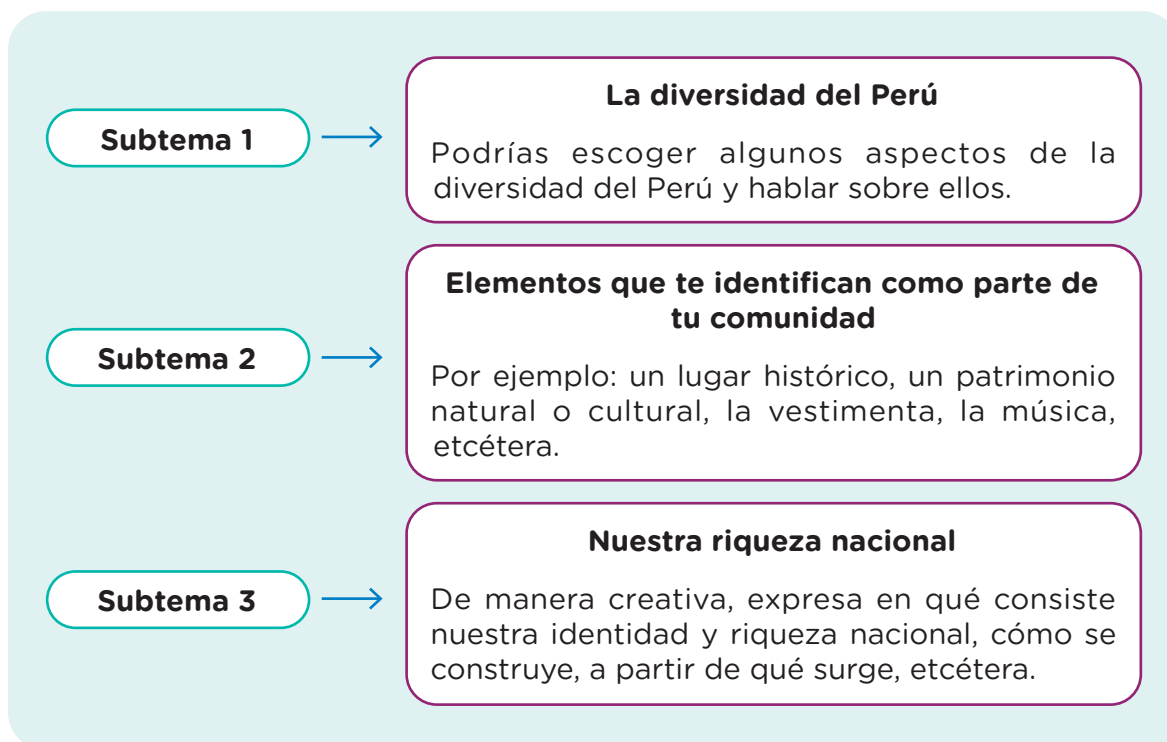 Subtema 1
La diversidad del Perú
Podrías escoger algunos aspectos de la
diversidad del Perú y hablar sobre ellos.
Subtema 2
Elementos que te identifican como parte de
tu comunidad
Por ejemplo: un lugar histórico, un patrimonio
natural o cultural, la vestimenta, la música,
etcétera.
Subtema 3
Nuestra riqueza nacional
De manera creativa, expresa en qué consiste
nuestra identidad y riqueza nacional, cómo se
construye, a partir de qué surge, etcétera.